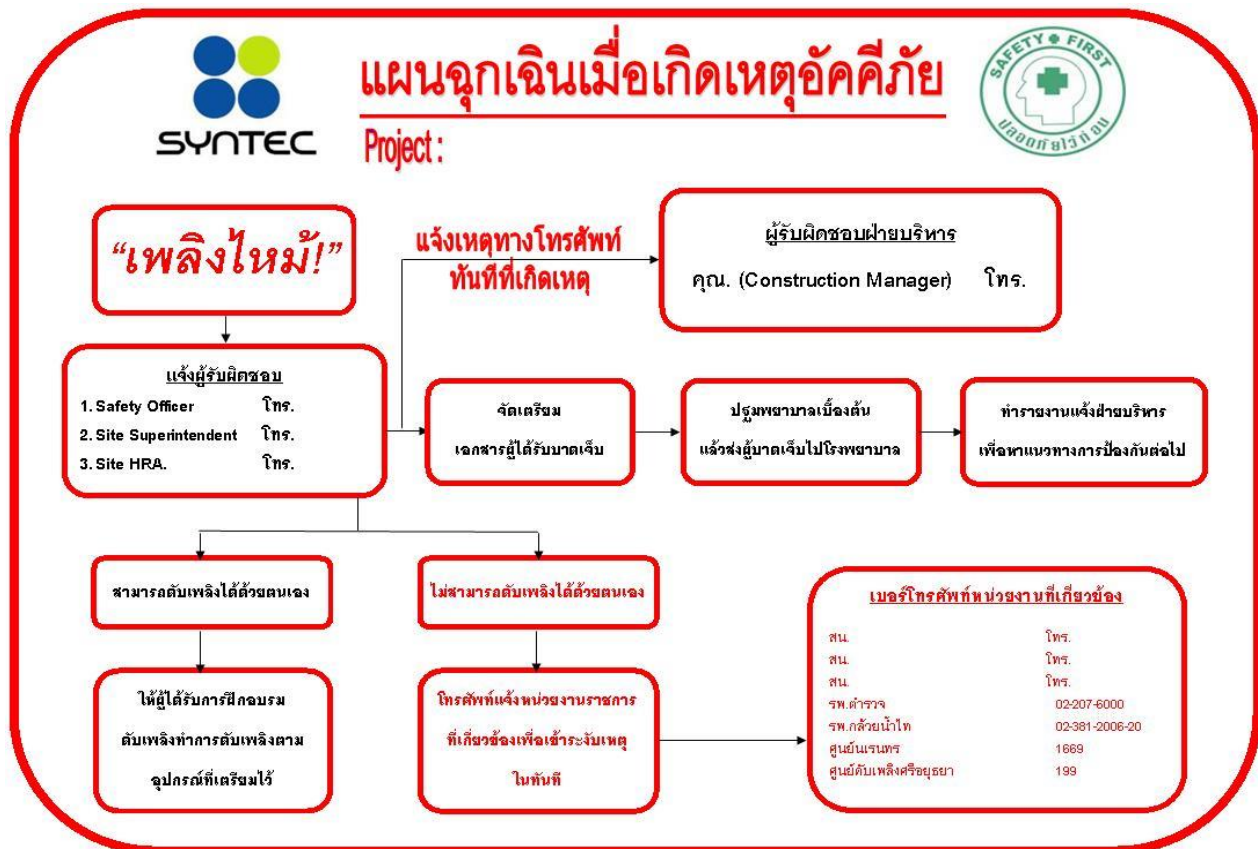 SYNTEC
แผนฉุกเฉินเมื่อเกิดเหตุอัคคีภัย
Project :
SAFETY FIRST
ปลอดภัยไว้ก่อน
“เพลิงไหม้!”
แจ้งเหตุทางโทรศัพท์
ทันทีที่เกิดเหตุ
ผู้รับผิดชอบฝ่ายบริหาร
คุณ. (Construction Manager) โทร.
แจ้งผู้รับผิดชอบ
1. Safety Officer โทร.
2. Site Superintendent โทร.
3. Site HRA. โทร.
จัดเตรียม
เอกสารผู้ได้รับบาดเจ็บ
ปฐมพยาบาลเบื้องต้น
แล้วส่งผู้บาดเจ็บไปโรงพยาบาล
ทำรายงานแจ้งฝ่ายบริหาร
เพื่อหาแนวทางการป้องกันต่อไป
สามารถดับเพลิงได้ด้วยตนเอง
ไม่สามารถดับเพลิงได้ด้วยตนเอง
ให้ผู้ได้รับการฝึกอบรม
ดับเพลิงทำการดับเพลิงตาม
อุปกรณ์ที่เตรียมไว้
โทรศัพท์แจ้งหน่วยงานราชการ
ที่เกี่ยวข้องเพื่อเข้าระงับเหตุ
ในทันที
เบอร์โทรศัพท์หน่วยงานที่เกี่ยวข้อง
สน. โทร.
สน. โทร.
สน. โทร.
รพ.ตำรวจ 02-207-6000
รพ.กล้วยน้ำไท 02-381-2006-20
ศูนย์นเรนทร 1669
ศูนย์ดับเพลิงศรีอยุธยา 199